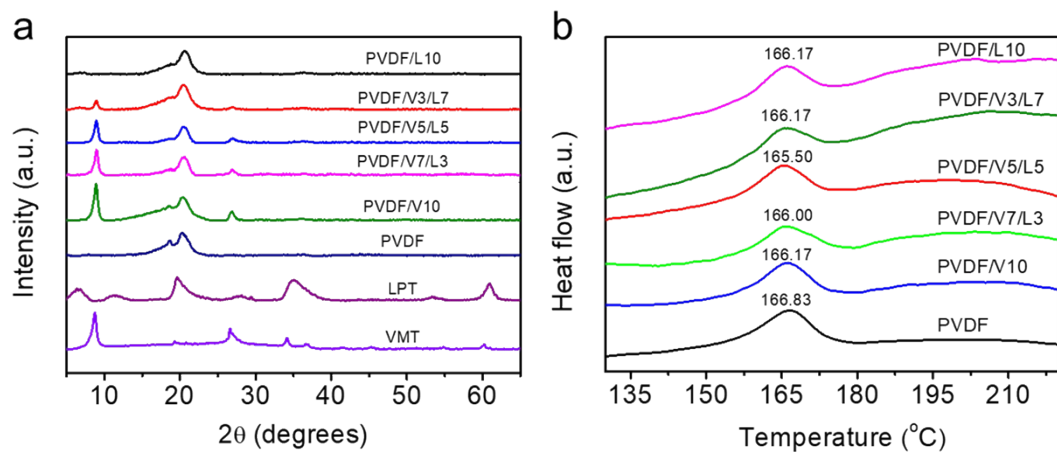 a
PVDF/L10
PVDF/V3/L7
PVDF/V5/L5
PVDF/V7/L3
PVDF/V10
PVDF
LPT
VMT
Intensity (a.u.)
10 20 30 40 50 60
2θ (degrees)
b
PVDF/L10
166.17
PVDF/V3/L7
166.17
PVDF/V5/L5
165.50
PVDF/V7/L3
166.00
PVDF/V10
166.17
PVDF
166.83
Heat flow (a.u.)
135 150 165 180 195 210
Temperature (°C)